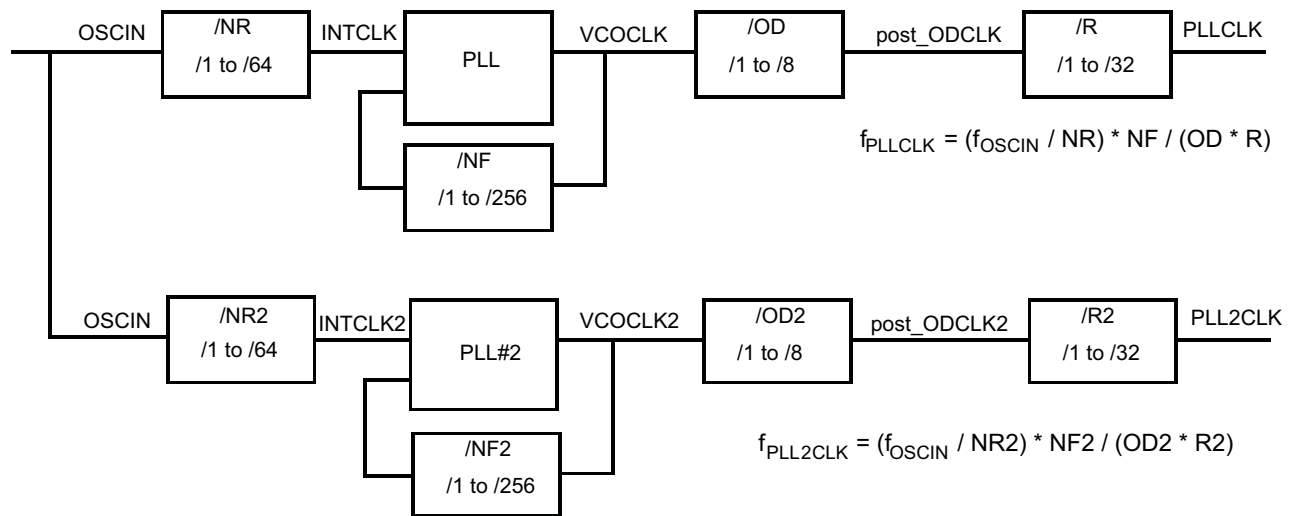 OSCIN
/NR
/1 to /64
INTCLK
PLL
/NF
/1 to /256
VCOCLK
/OD
/1 to /8
post_ODCLK
/R
/1 to /32
PLLCLK
fPLLCLK = (fOSCIN / NR) * NF / (OD * R)
OSCIN
/NR2
/1 to /64
INTCLK2
PLL#2
/NF2
/1 to /256
VCOCLK2
/OD2
/1 to /8
post_ODCLK2
/R2
/1 to /32
PLL2CLK
fPLL2CLK = (fOSCIN / NR2) * NF2 / (OD2 * R2)